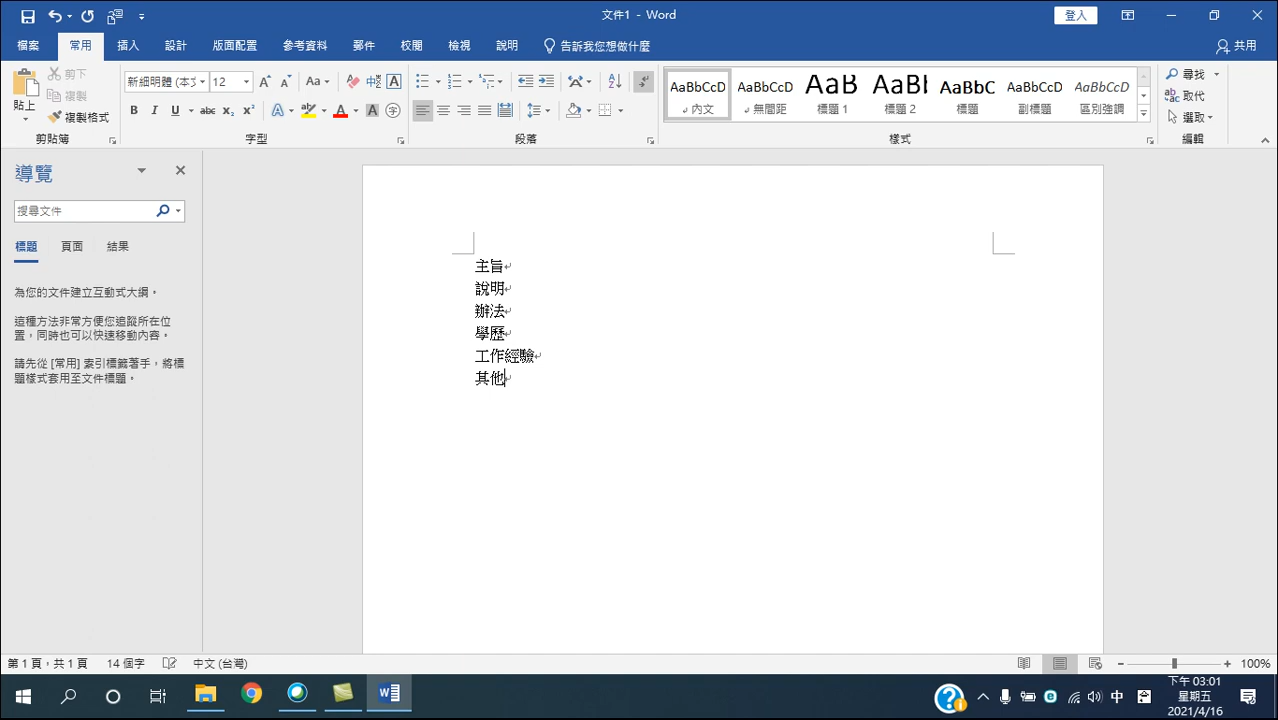 文件1 - Word
登入
檔案 常用 插入 設計 版面配置 參考資料 郵件 校閱 檢視 說明 告訴我您想做什麼 共用
貼上
剪下
複製
複製格式
剪貼簿
新細明體 (本文 12
字型
段落
AaBbCcD AaBbCcD AaB AaBl AaBbC AaBbCcD AaBbCcD
內文 無間距 標題 1 標題 2 標題 副標題 區別強調
樣式
尋找
取代
選取
編輯
導覽
搜尋文件
標題 頁面 結果
為您的文件建立互動式大綱。
這種方法非常方便您追蹤所在位
置，同時也可以快速移動內容。
請先從 [常用] 索引標籤著手，將標
題樣式套用至文件標題。
主旨
說明
辦法
學歷
工作經驗
其他
第 1 頁，共 1 頁 14 個字 中文 (台灣) 100%
中
下午 03:01
星期五
2021/4/16